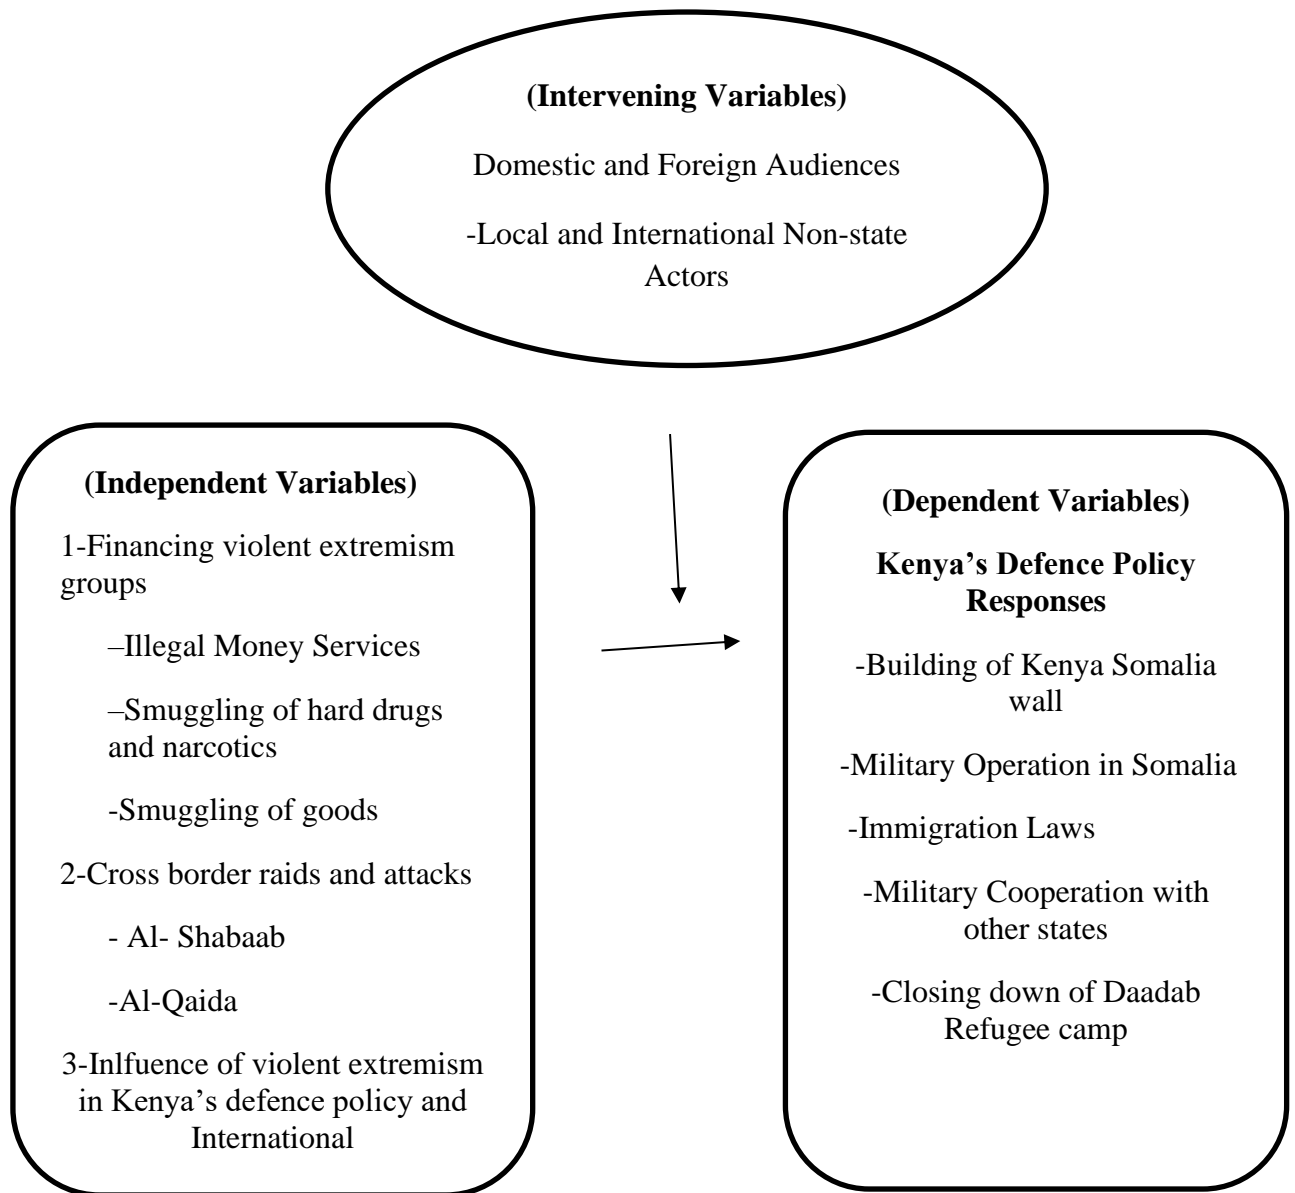 (Intervening Variables)
Domestic and Foreign Audiences
-Local and International Non-state
Actors
(Independent Variables)
1-Financing violent extremism
groups
–Illegal Money Services
–Smuggling of hard drugs
and narcotics
-Smuggling of goods
2-Cross border raids and attacks
- Al- Shabaab
-Al-Qaida
3-Inlfuence of violent extremism
in Kenya’s defence policy and
International
(Dependent Variables)
Kenya’s Defence Policy
Responses
-Building of Kenya Somalia
wall
-Military Operation in Somalia
-Immigration Laws
-Military Cooperation with
other states
-Closing down of Daadab
Refugee camp